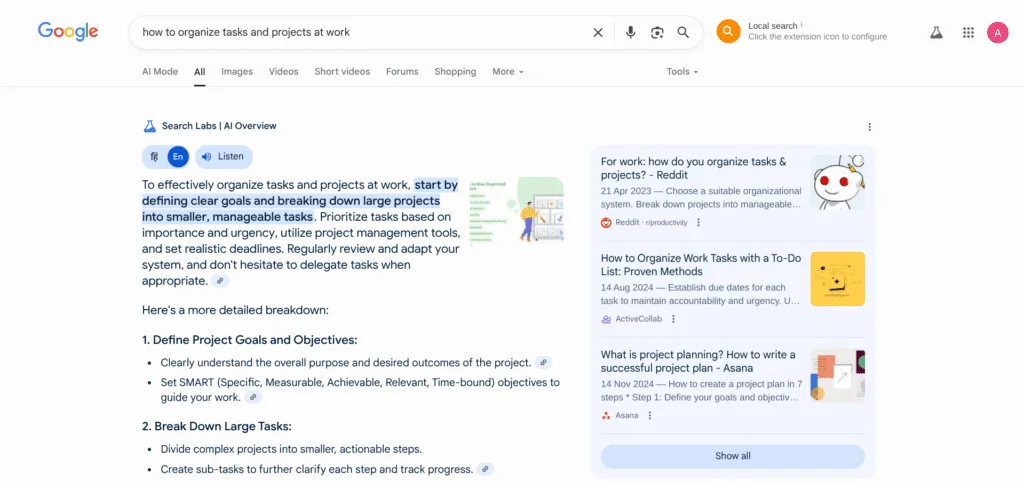 Google
how to organize tasks and projects at work
Local search i
Click the extension icon to configure
A
AI Mode
All
Images
Videos
Short videos
Forums
Shopping
More
Tools
Search Labs | AI Overview
हि
En
Listen
To effectively organize tasks and projects at work, start by
defining clear goals and breaking down large projects
into smaller, manageable tasks. Prioritize tasks based on
importance and urgency, utilize project management tools,
and set realistic deadlines. Regularly review and adapt your
system, and don't hesitate to delegate tasks when
appropriate.
Here's a more detailed breakdown:
1. Define Project Goals and Objectives:
• Clearly understand the overall purpose and desired outcomes of the project.
• Set SMART (Specific, Measurable, Achievable, Relevant, Time-bound) objectives to
guide your work.
2. Break Down Large Tasks:
• Divide complex projects into smaller, actionable steps.
• Create sub-tasks to further clarify each step and track progress.
For work: how do you organize tasks &
projects? - Reddit
21 Apr 2023 — Choose a suitable organizational
system. Break down projects into manageable…
Reddit · r/productivity
How to Organize Work Tasks with a To-Do
List: Proven Methods
14 Aug 2024 — Establish due dates for each
task to maintain accountability and urgency. U…
ActiveCollab
What is project planning? How to write a
successful project plan - Asana
14 Nov 2024 — How to create a project plan in 7
steps * Step 1: Define your goals and objectiv…
Asana
Show all